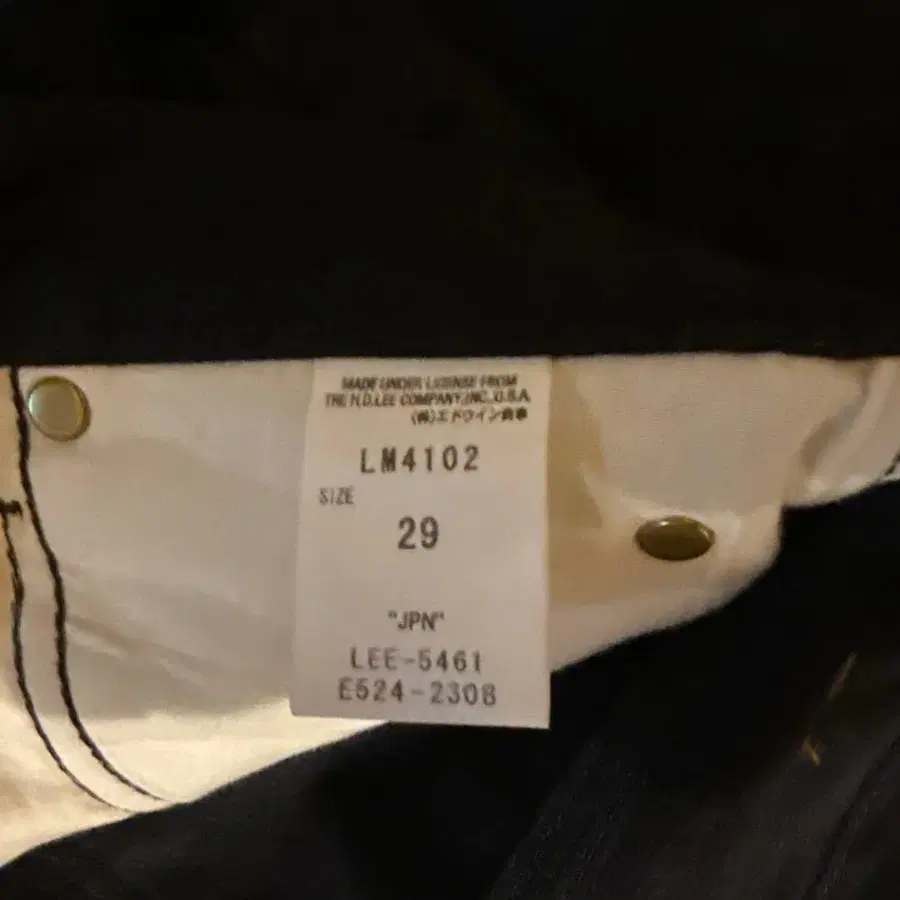 MADE UNDER LICENSE FROM
THE H.D.LEE COMPANY,INC.,U.S.A.
(株)エドウイン商事
LM4102
SIZE
29
"JPN"
LEE-5461
E524-2308